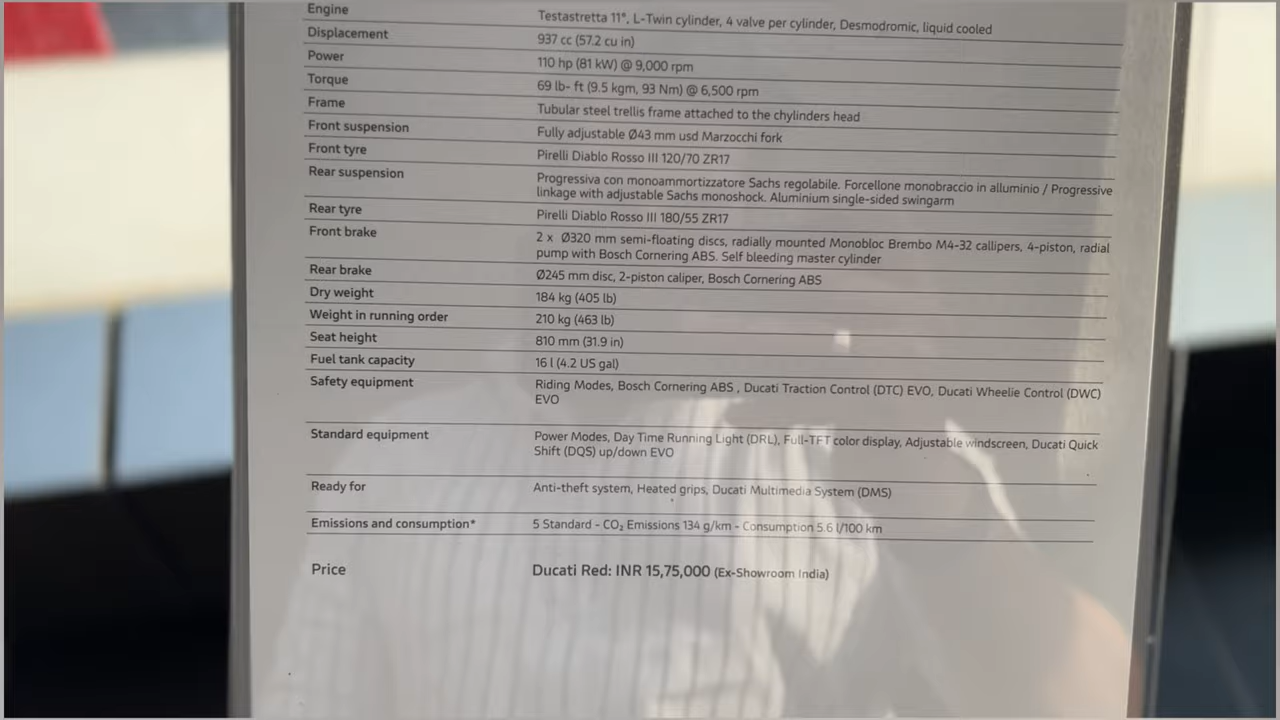 Engine Testastretta 11°, L-Twin cylinder, 4 valve per cylinder, Desmodromic, liquid cooled
Displacement 937 cc (57.2 cu in)
Power 110 hp (81 kW) @ 9,000 rpm
Torque 69 lb- ft (9.5 kgm, 93 Nm) @ 6,500 rpm
Frame Tubular steel trellis frame attached to the chylinders head
Front suspension Fully adjustable Ø43 mm usd Marzocchi fork
Front tyre Pirelli Diablo Rosso III 120/70 ZR17
Rear suspension Progressiva con monoammortizzatore Sachs regolabile. Forcellone monobraccio in alluminio / Progressive
linkage with adjustable Sachs monoshock. Aluminium single-sided swingarm
Rear tyre Pirelli Diablo Rosso III 180/55 ZR17
Front brake 2 x Ø320 mm semi-floating discs, radially mounted Monobloc Brembo M4-32 callipers, 4-piston, radial
pump with Bosch Cornering ABS. Self bleeding master cylinder
Rear brake Ø245 mm disc, 2-piston caliper, Bosch Cornering ABS
Dry weight 184 kg (405 lb)
Weight in running order 210 kg (463 lb)
Seat height 810 mm (31.9 in)
Fuel tank capacity 16 l (4.2 US gal)
Safety equipment Riding Modes, Bosch Cornering ABS , Ducati Traction Control (DTC) EVO, Ducati Wheelie Control (DWC)
EVO
Standard equipment Power Modes, Day Time Running Light (DRL), Full-TFT color display, Adjustable windscreen, Ducati Quick
Shift (DQS) up/down EVO
Ready for Anti-theft system, Heated grips, Ducati Multimedia System (DMS)
Emissions and consumption* 5 Standard - CO₂ Emissions 134 g/km - Consumption 5.6 l/100 km
Price Ducati Red: INR 15,75,000 (Ex-Showroom India)